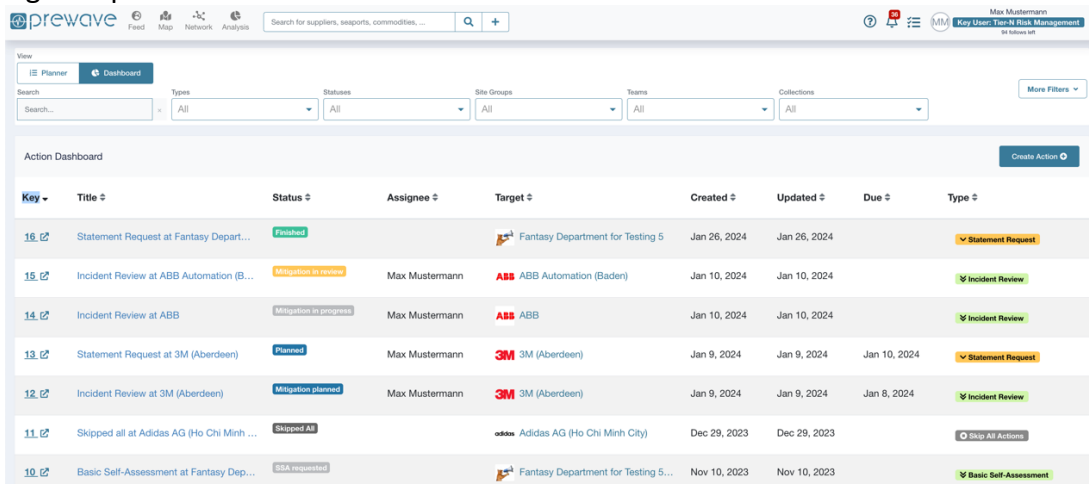 prewave Feed Map Network Analysis Search for suppliers, seaports, commodities, ... 36 MM Max Mustermann
Key User: Tier-N Risk Management
94 follows left
View
Planner Dashboard
Search Types Statuses Site Groups Teams Collections More Filters
Search... All All All All All
Action Dashboard Create Action
Key Title Status Assignee Target Created Updated Due Type
16 Statement Request at Fantasy Depart... Finished Fantasy Department for Testing 5 Jan 26, 2024 Jan 26, 2024 Statement Request
15 Incident Review at ABB Automation (B... Mitigation in review Max Mustermann ABB ABB Automation (Baden) Jan 10, 2024 Jan 10, 2024 Incident Review
14 Incident Review at ABB Mitigation in progress Max Mustermann ABB ABB Jan 10, 2024 Jan 10, 2024 Incident Review
13 Statement Request at 3M (Aberdeen) Planned Max Mustermann 3M 3M (Aberdeen) Jan 9, 2024 Jan 9, 2024 Jan 10, 2024 Statement Request
12 Incident Review at 3M (Aberdeen) Mitigation planned Max Mustermann 3M 3M (Aberdeen) Jan 9, 2024 Jan 9, 2024 Jan 8, 2024 Incident Review
11 Skipped all at Adidas AG (Ho Chi Minh ... Skipped All adidas Adidas AG (Ho Chi Minh City) Dec 29, 2023 Dec 29, 2023 Skip All Actions
10 Basic Self-Assessment at Fantasy Dep... SSA requested Fantasy Department for Testing 5... Nov 10, 2023 Nov 10, 2023 Basic Self-Assessment